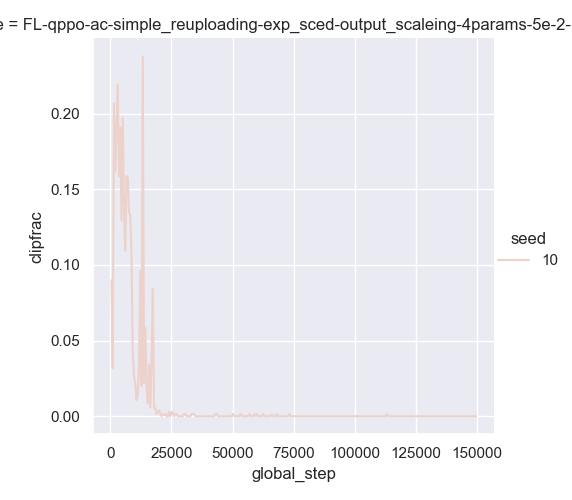 e = FL-qppo-ac-simple_reuploading-exp_sced-output_scaleing-4params-5e-2-
0.20
0.15
0.10
0.05
0.00
clipfrac
0 25000 50000 75000 100000 125000 150000
global_step
seed
10